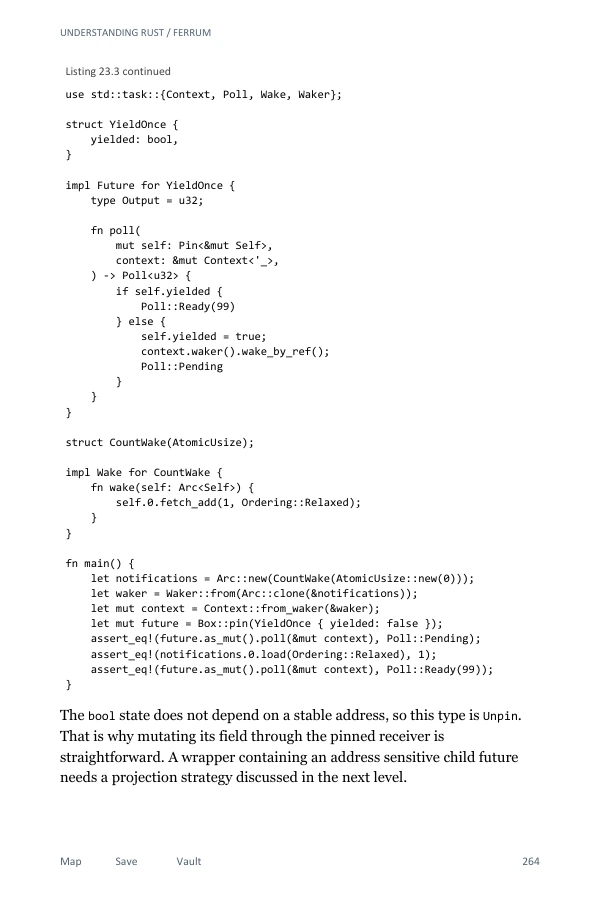 UNDERSTANDING RUST / FERRUM
Listing 23.3 continued
use std::task::{Context, Poll, Wake, Waker};
struct YieldOnce {
    yielded: bool,
}
impl Future for YieldOnce {
    type Output = u32;
    fn poll(
        mut self: Pin<&mut Self>,
        context: &mut Context<'_>,
    ) -> Poll<u32> {
        if self.yielded {
            Poll::Ready(99)
        } else {
            self.yielded = true;
            context.waker().wake_by_ref();
            Poll::Pending
        }
    }
}
struct CountWake(AtomicUsize);
impl Wake for CountWake {
    fn wake(self: Arc<Self>) {
        self.0.fetch_add(1, Ordering::Relaxed);
    }
}
fn main() {
    let notifications = Arc::new(CountWake(AtomicUsize::new(0)));
    let waker = Waker::from(Arc::clone(&notifications));
    let mut context = Context::from_waker(&waker);
    let mut future = Box::pin(YieldOnce { yielded: false });
    assert_eq!(future.as_mut().poll(&mut context), Poll::Pending);
    assert_eq!(notifications.0.load(Ordering::Relaxed), 1);
    assert_eq!(future.as_mut().poll(&mut context), Poll::Ready(99));
}
The bool state does not depend on a stable address, so this type is Unpin.
That is why mutating its field through the pinned receiver is
straightforward. A wrapper containing an address sensitive child future
needs a projection strategy discussed in the next level.
Map Save Vault 264